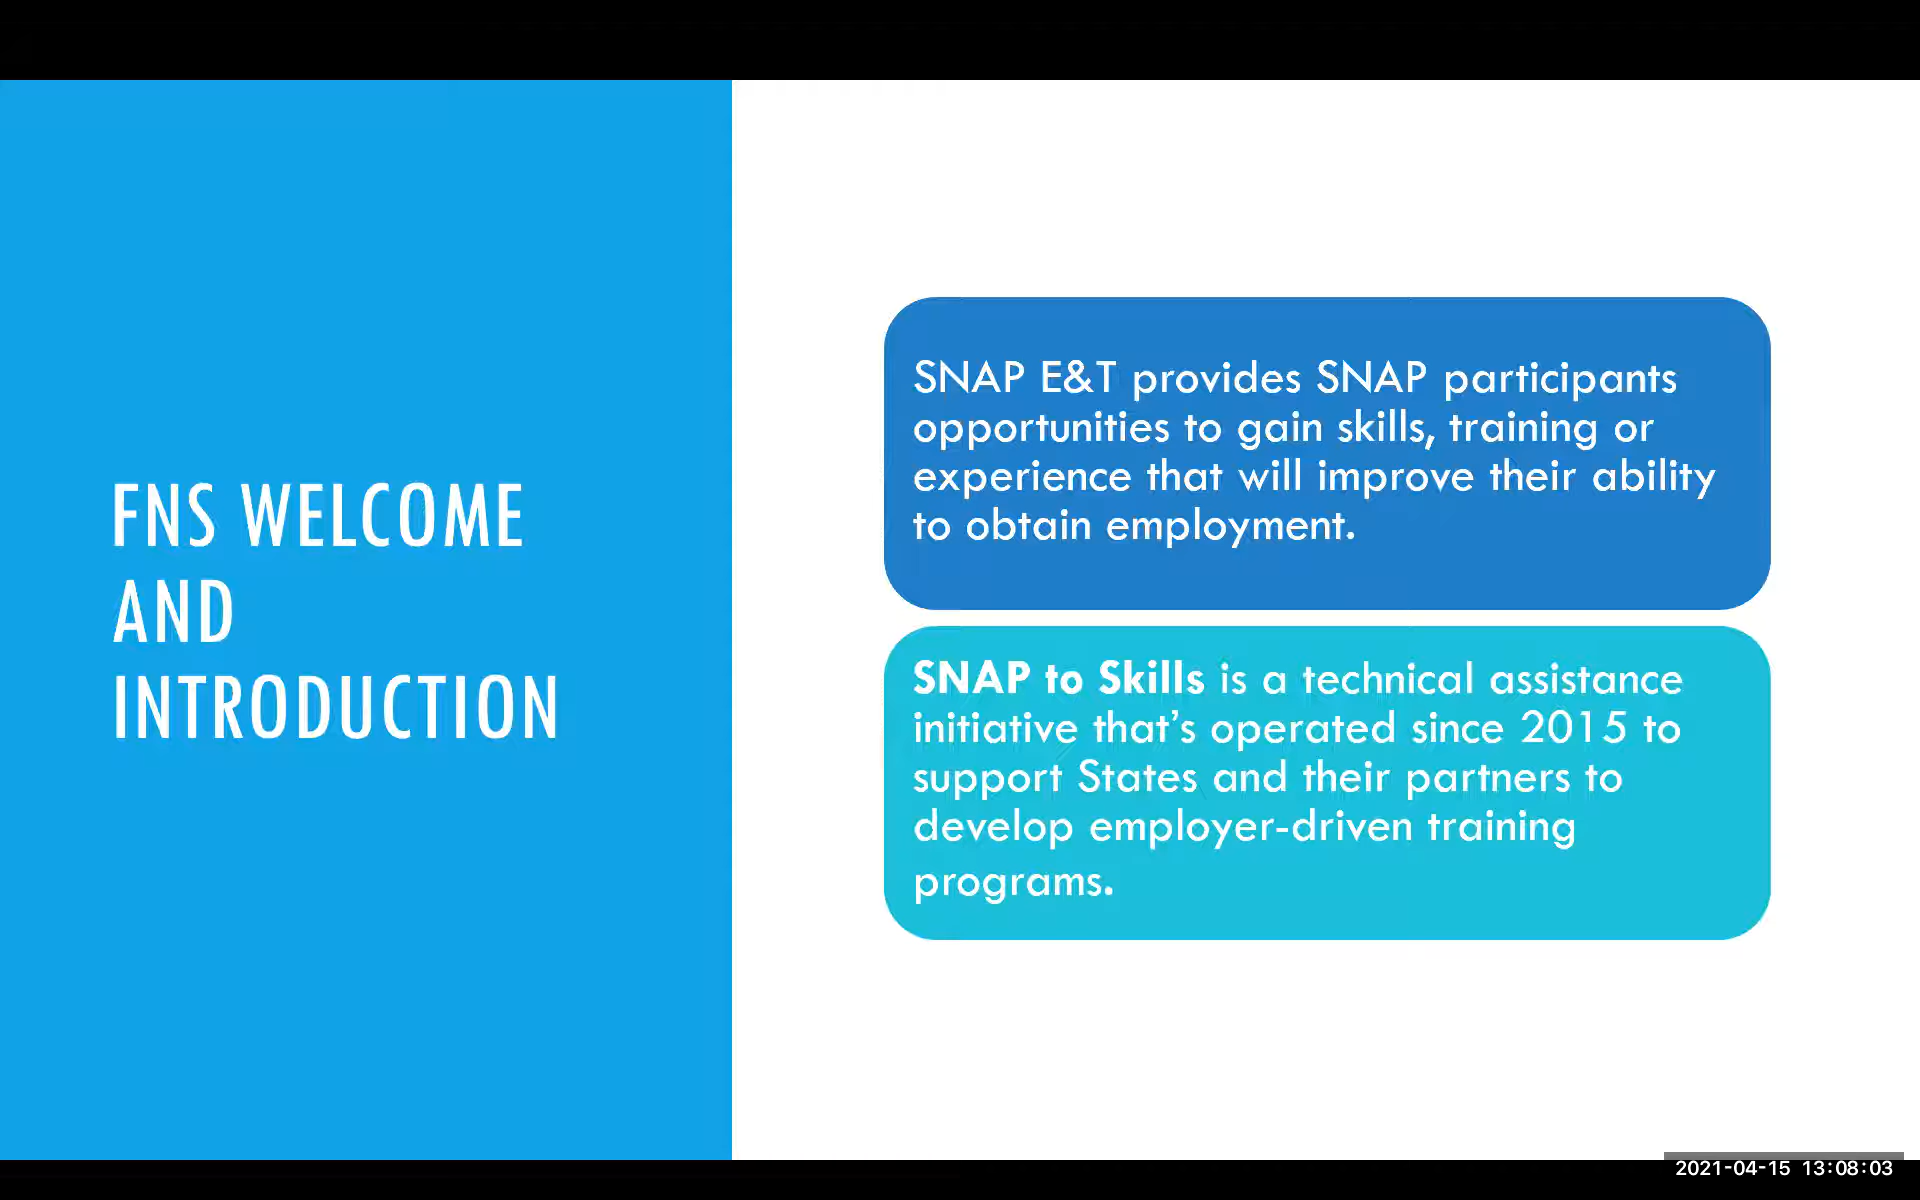 FNS WELCOME
AND
INTRODUCTION
SNAP E&T provides SNAP participants
opportunities to gain skills, training or
experience that will improve their ability
to obtain employment.
SNAP to Skills is a technical assistance
initiative that’s operated since 2015 to
support States and their partners to
develop employer-driven training
programs.
2021-04-15 13:08:03